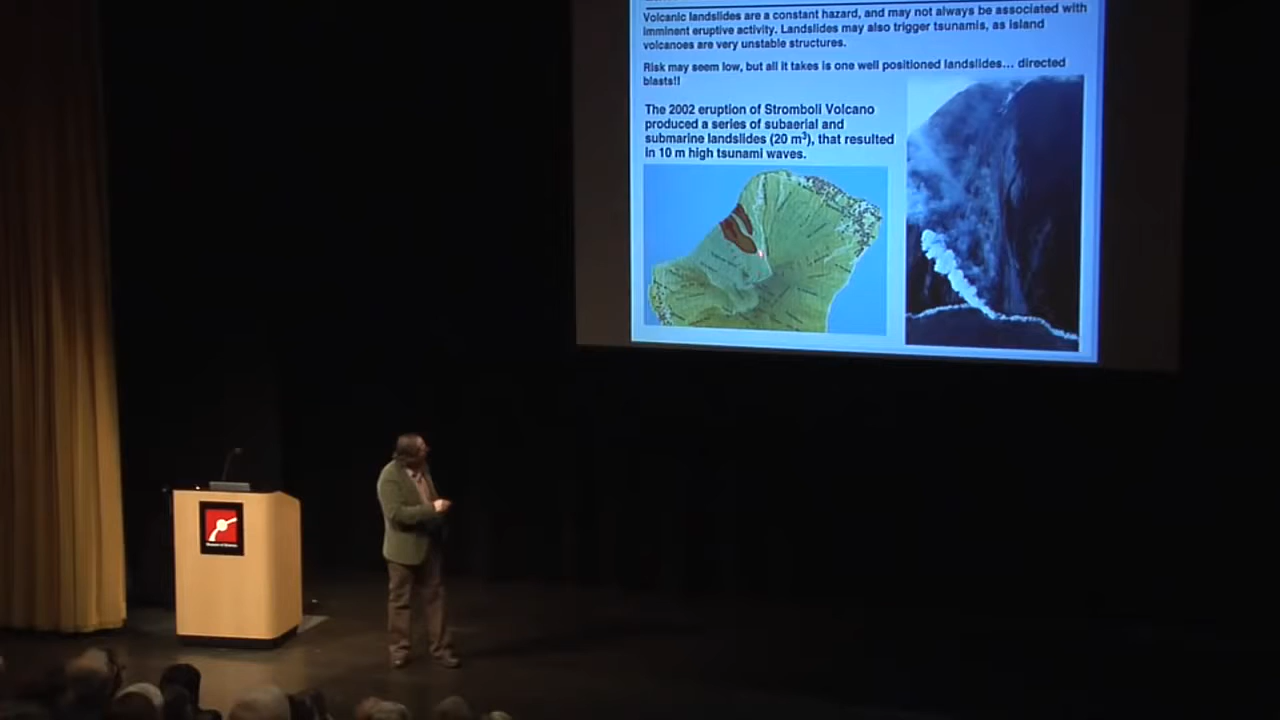 Volcanic landslides are a constant hazard, and may not always be associated with
imminent eruptive activity. Landslides may also trigger tsunamis, as island
volcanoes are very unstable structures.
Risk may seem low, but all it takes is one well positioned landslides... directed
blasts!!
The 2002 eruption of Stromboli Volcano
produced a series of subaerial and
submarine landslides (20 m³), that resulted
in 10 m high tsunami waves.